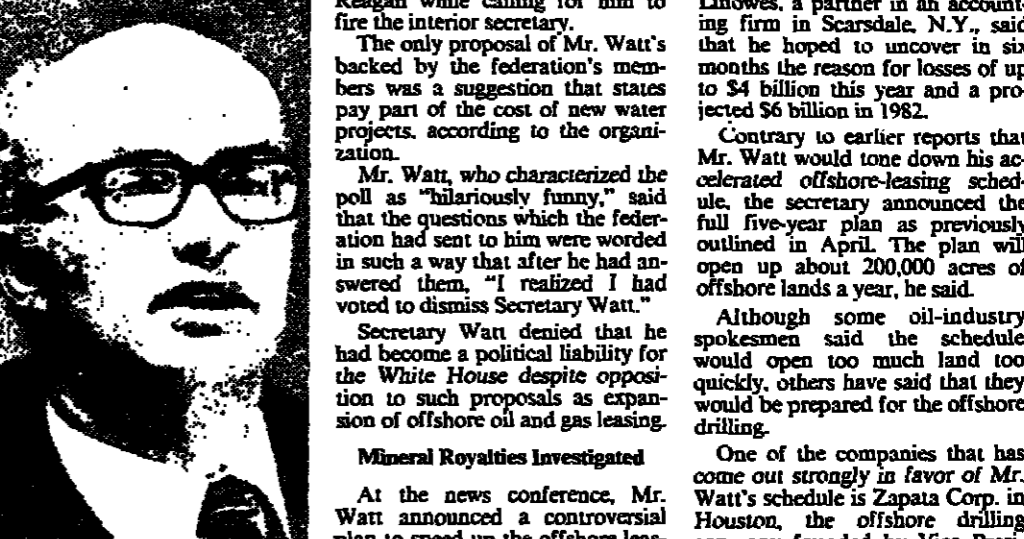 Reagan while calling for him to
fire the interior secretary.
The only proposal of Mr. Watt's
backed by the federation's mem-
bers was a suggestion that states
pay part of the cost of new water
projects, according to the organi-
zation.
Mr. Watt, who characterized the
poll as "hilariously funny," said
that the questions which the feder-
ation had sent to him were worded
in such a way that after he had an-
swered them, "I realized I had
voted to dismiss Secretary Watt."
Secretary Watt denied that he
had become a political liability for
the White House despite opposi-
tion to such proposals as expan-
sion of offshore oil and gas leasing.
Mineral Royalties Investigated
At the news conference, Mr.
Watt announced a controversial
plan to speed up the offshore leas-
Linowes, a partner in an account-
ing firm in Scarsdale, N.Y., said
that he hoped to uncover in six
months the reason for losses of up
to $4 billion this year and a pro-
jected $6 billion in 1982.
Contrary to earlier reports that
Mr. Watt would tone down his ac-
celerated offshore-leasing sched-
ule, the secretary announced the
full five-year plan as previously
outlined in April. The plan will
open up about 200,000 acres of
offshore lands a year, he said.
Although some oil-industry
spokesmen said the schedule
would open too much land too
quickly, others have said that they
would be prepared for the offshore
drilling.
One of the companies that has
come out strongly in favor of Mr.
Watt's schedule is Zapata Corp. in
Houston, the offshore drilling
founded by Vice